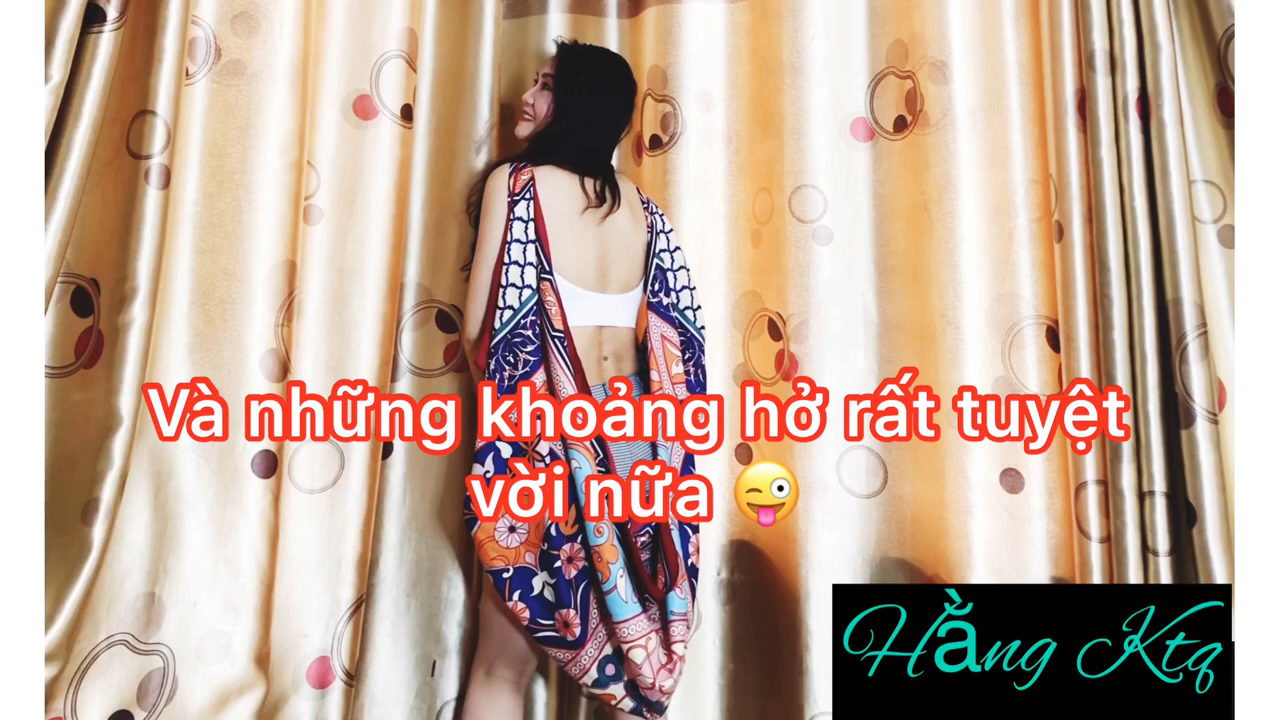 Và những khoảng hở rất tuyệt
vời nữa 😜
Hằng Ktq